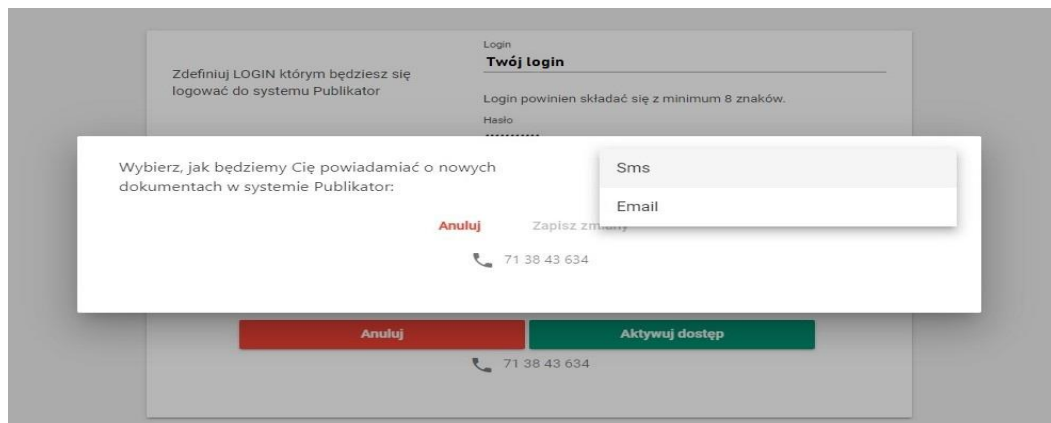 Login
Twój login
Zdefiniuj LOGIN którym będziesz się
logować do systemu Publikator
Login powinien składać się z minimum 8 znaków.
Hasło
Wybierz, jak będziemy Cię powiadamiać o nowych
dokumentach w systemie Publikator:
Sms
Email
Anuluj
Zapisz zmiany
71 38 43 634
Anuluj
Aktywuj dostęp
71 38 43 634